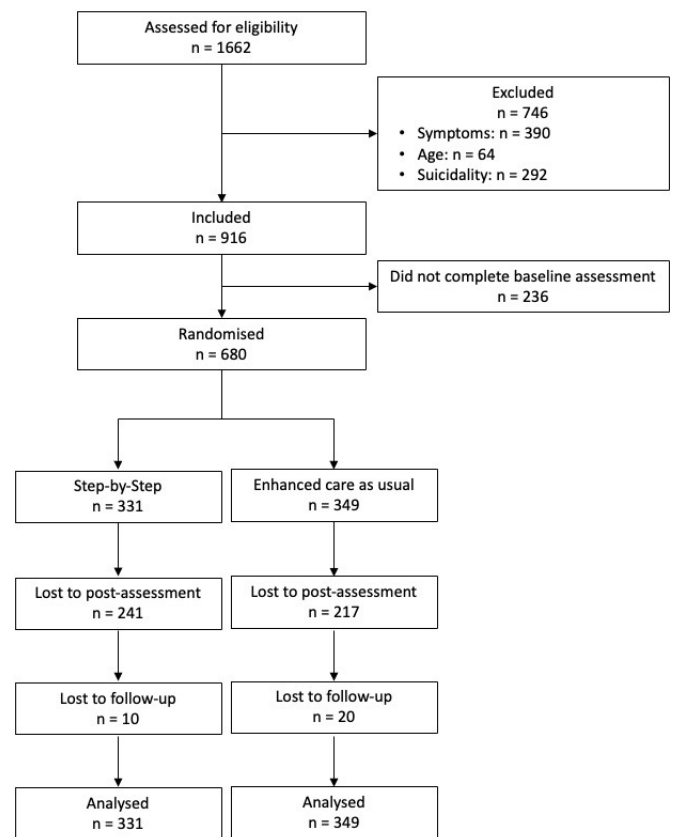 Assessed for eligibility
n = 1662
Excluded
n = 746
• Symptoms: n = 390
• Age: n = 64
• Suicidality: n = 292
Included
n = 916
Did not complete baseline assessment
n = 236
Randomised
n = 680
Step-by-Step
n = 331
Enhanced care as usual
n = 349
Lost to post-assessment
n = 241
Lost to post-assessment
n = 217
Lost to follow-up
n = 10
Lost to follow-up
n = 20
Analysed
n = 331
Analysed
n = 349